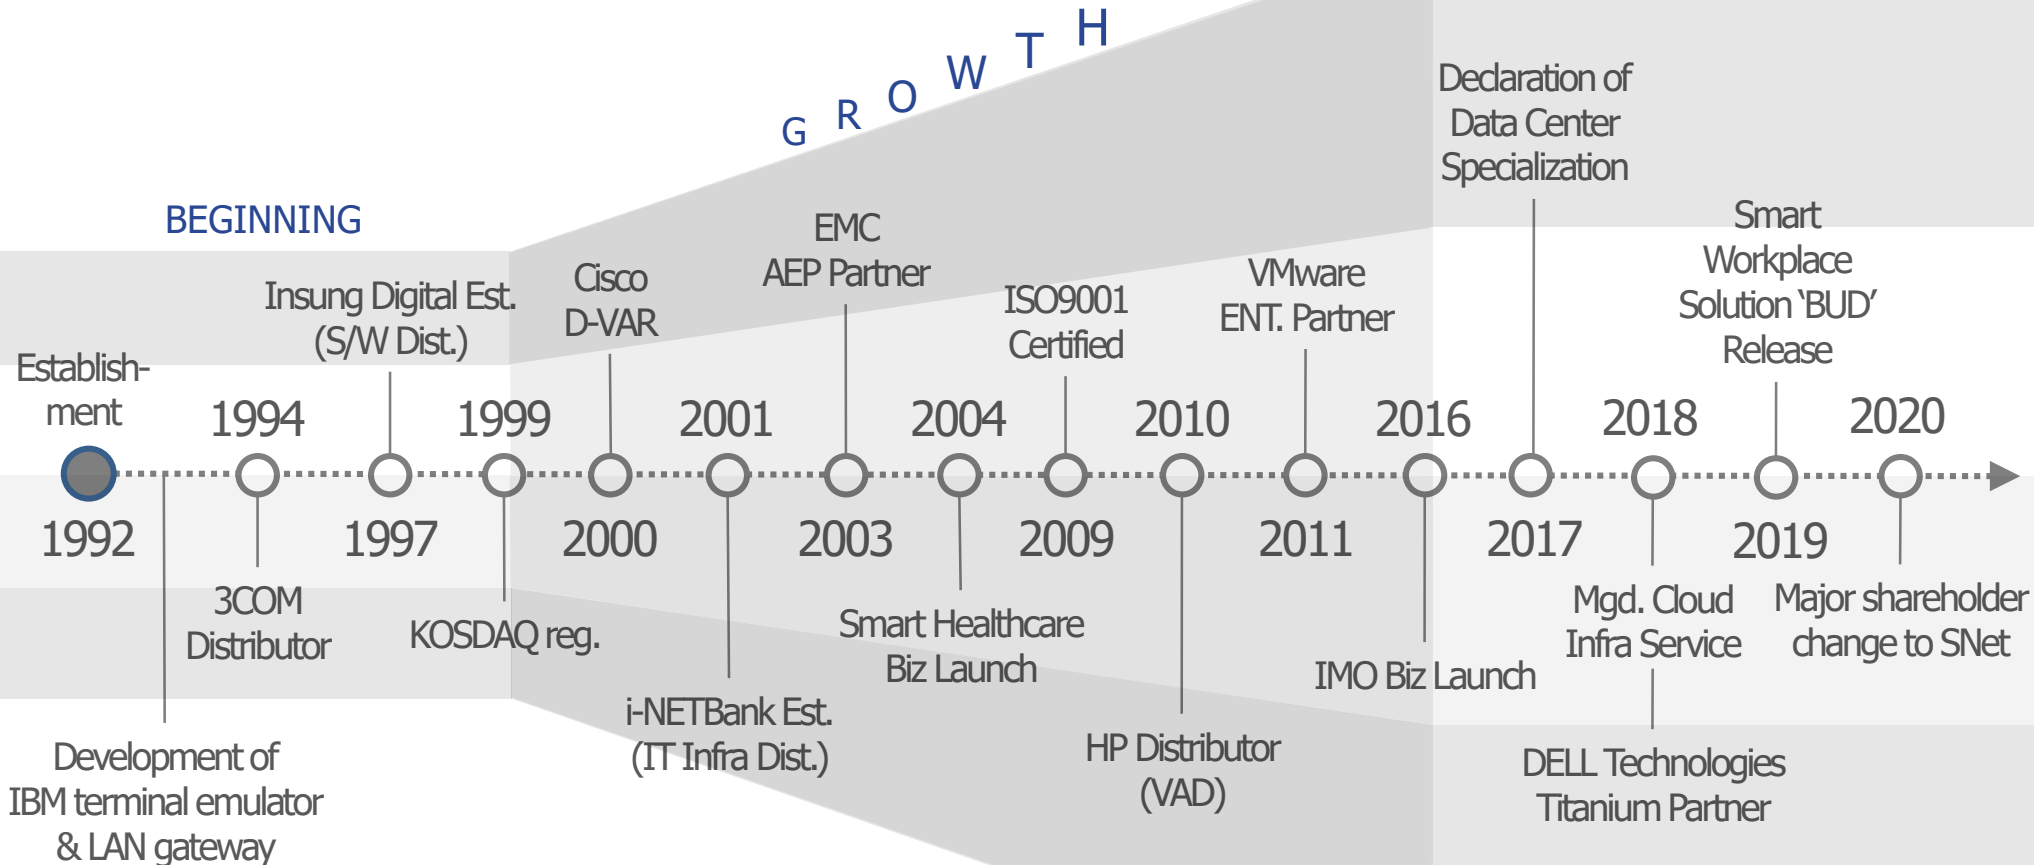 GROWTH
BEGINNING
Establish-
ment
1992
Development of
IBM terminal emulator
& LAN gateway
1994
3COM
Distributor
Insung Digital Est.
(S/W Dist.)
1997
1999
KOSDAQ reg.
Cisco
D-VAR
2000
2001
i-NETBank Est.
(IT Infra Dist.)
EMC
AEP Partner
2003
2004
Smart Healthcare
Biz Launch
ISO9001
Certified
2009
2010
HP Distributor
(VAD)
VMware
ENT. Partner
2011
2016
IMO Biz Launch
Declaration of
Data Center
Specialization
2017
2018
Mgd. Cloud
Infra Service
DELL Technologies
Titanium Partner
Smart
Workplace
Solution ‘BUD’
Release
2019
2020
Major shareholder
change to SNet